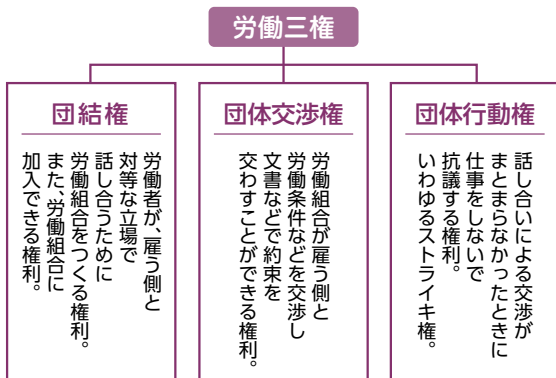 労働三権
団結権
労働者が、雇う側と
対等な立場で
話し合うために
労働組合をつくる権利。
また、労働組合に
加入できる権利。
団体交渉権
労働組合が雇う側と
労働条件などを交渉し
文書などで約束を
交わすことができる権利。
団体行動権
話し合いによる交渉が
まとまらなかったときに
仕事をしないで
抗議する権利。
いわゆるストライキ権。